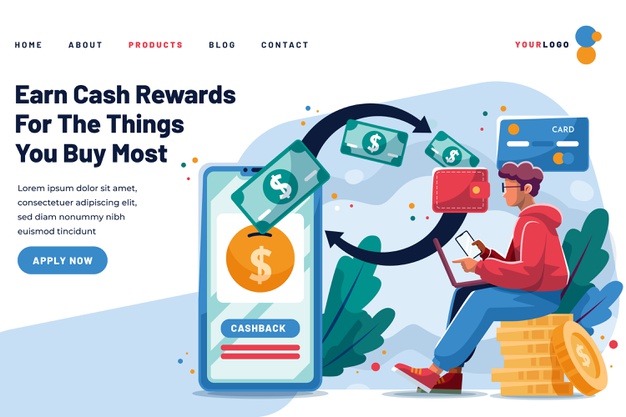 HOME ABOUT PRODUCTS BLOG CONTACT YOURLOGO
Earn Cash Rewards
For The Things
You Buy Most
Lorem ipsum dolor sit amet,
consectetuer adipiscing elit,
sed diam nonummy nibh
euismod tincidunt
APPLY NOW
$
$
$
CARD
$
CASHBACK
$